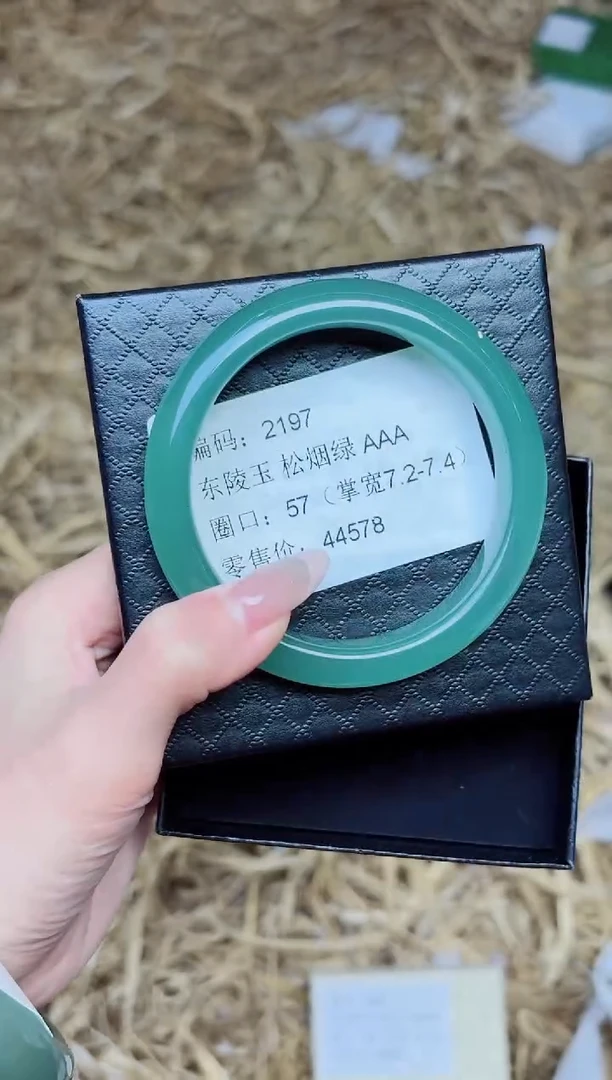 编码：2197
东陵玉 松烟绿 AAA
圈口：57（掌宽7.2-7.4）
零售价：44578